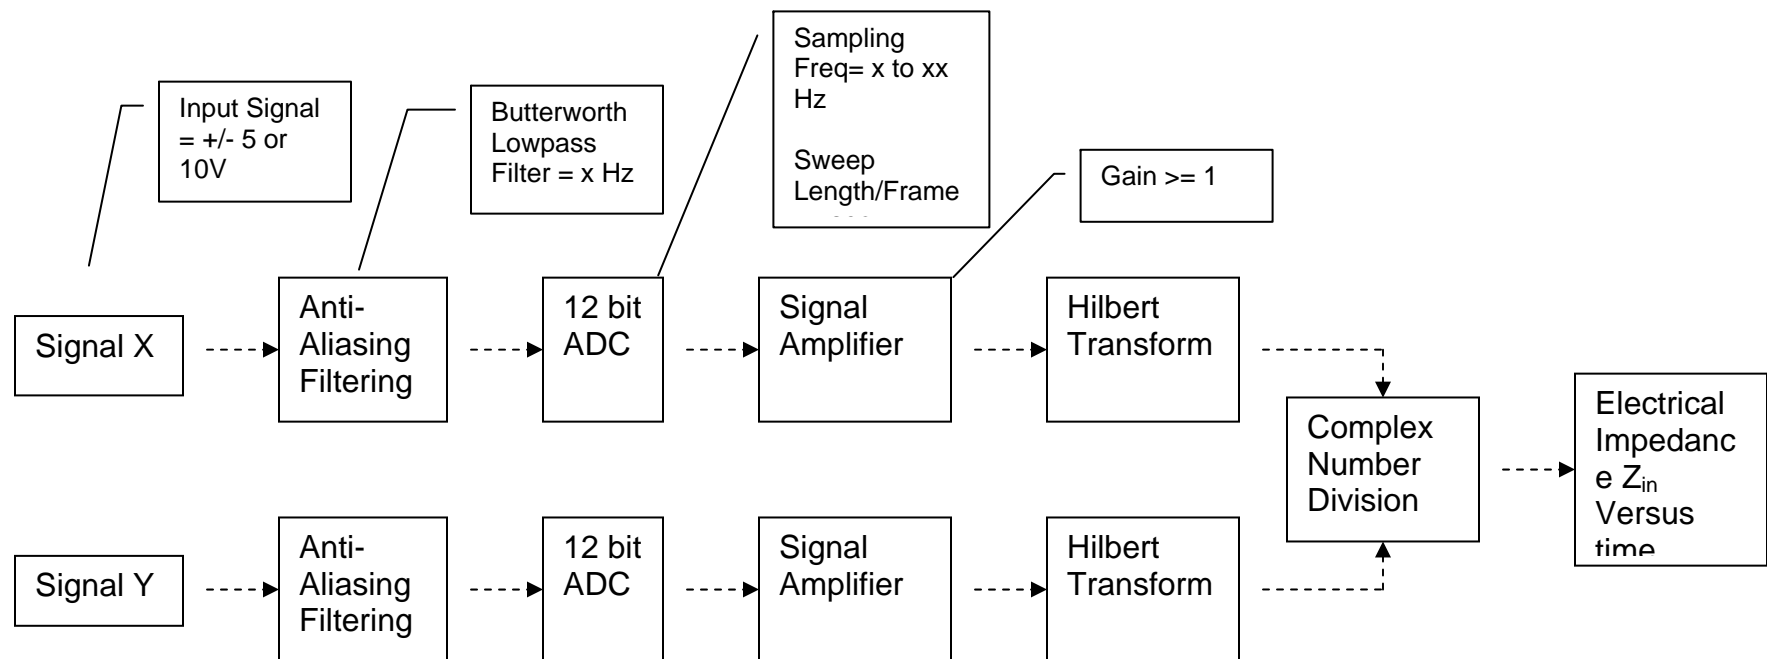 Input Signal
= +/- 5 or
10V
Butterworth
Lowpass
Filter = x Hz
Sampling
Freq= x to xx
Hz
Sweep
Length/Frame
Gain >= 1
Signal X
Anti-
Aliasing
Filtering
12 bit
ADC
Signal
Amplifier
Hilbert
Transform
Complex
Number
Division
Electrical
Impedanc
e Zin
Versus
time
Signal Y
Anti-
Aliasing
Filtering
12 bit
ADC
Signal
Amplifier
Hilbert
Transform